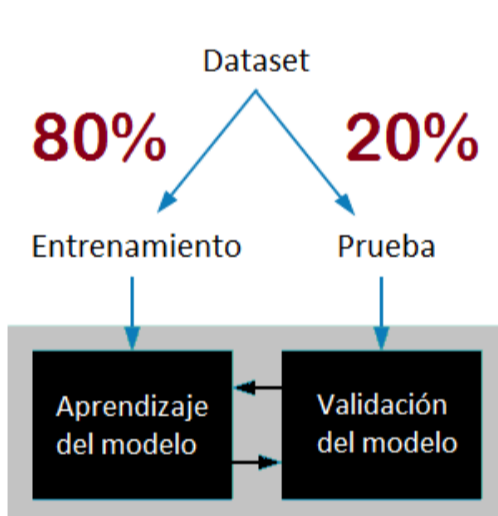 Dataset
80%
20%
Entrenamiento
Prueba
Aprendizaje
del modelo
Validación
del modelo